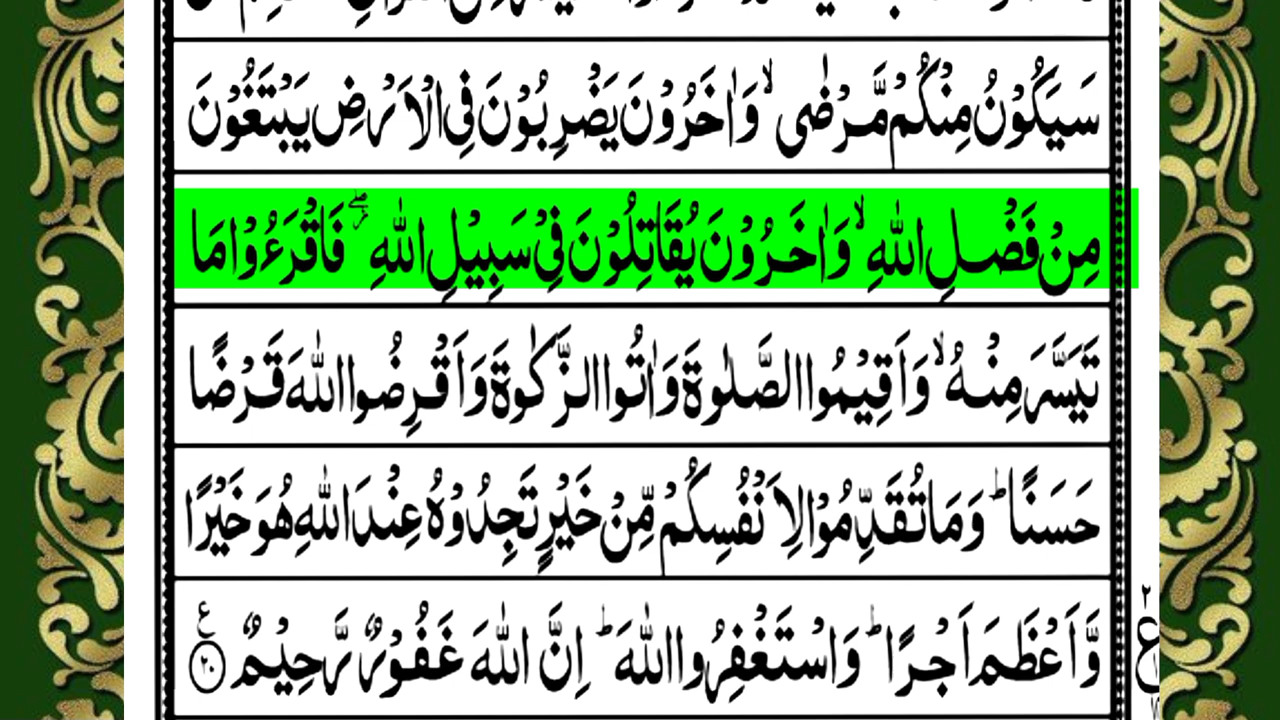 سَيَكُوْنُ مِنْكُمْ مَّرْضٰى ۙ وَاٰخَرُوْنَ يَضْرِبُوْنَ فِى الْاَرْضِ يَبْتَغُوْنَ
مِنْ فَضْلِ اللّٰهِ ۙ وَاٰخَرُوْنَ يُقَاتِلُوْنَ فِىْ سَبِيْلِ اللّٰهِ ۖ فَاقْرَءُوْا مَا
تَيَسَّرَ مِنْهُ ۙ وَاَقِيْمُوا الصَّلٰوةَ وَاٰتُوا الزَّكٰوةَ وَاَقْرِضُوا اللّٰهَ قَرْضًا
حَسَنًا ؕ وَمَا تُقَدِّمُوْا لِاَنْفُسِكُمْ مِّنْ خَيْرٍ تَجِدُوْهُ عِنْدَ اللّٰهِ هُوَ خَيْرًا
وَّاَعْظَمَ اَجْرًا ؕ وَاسْتَغْفِرُوا اللّٰهَ ؕ اِنَّ اللّٰهَ غَفُوْرٌ رَّحِيْمٌ ع ۲۰
۲
ع